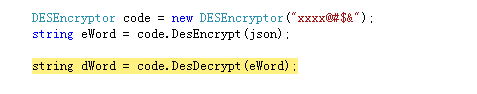 DESEncryptor code = new DESEncryptor("xxxx@#$&");
string eWord = code.DesEncrypt(json);
string dWord = code.DesDecrypt(eWord);